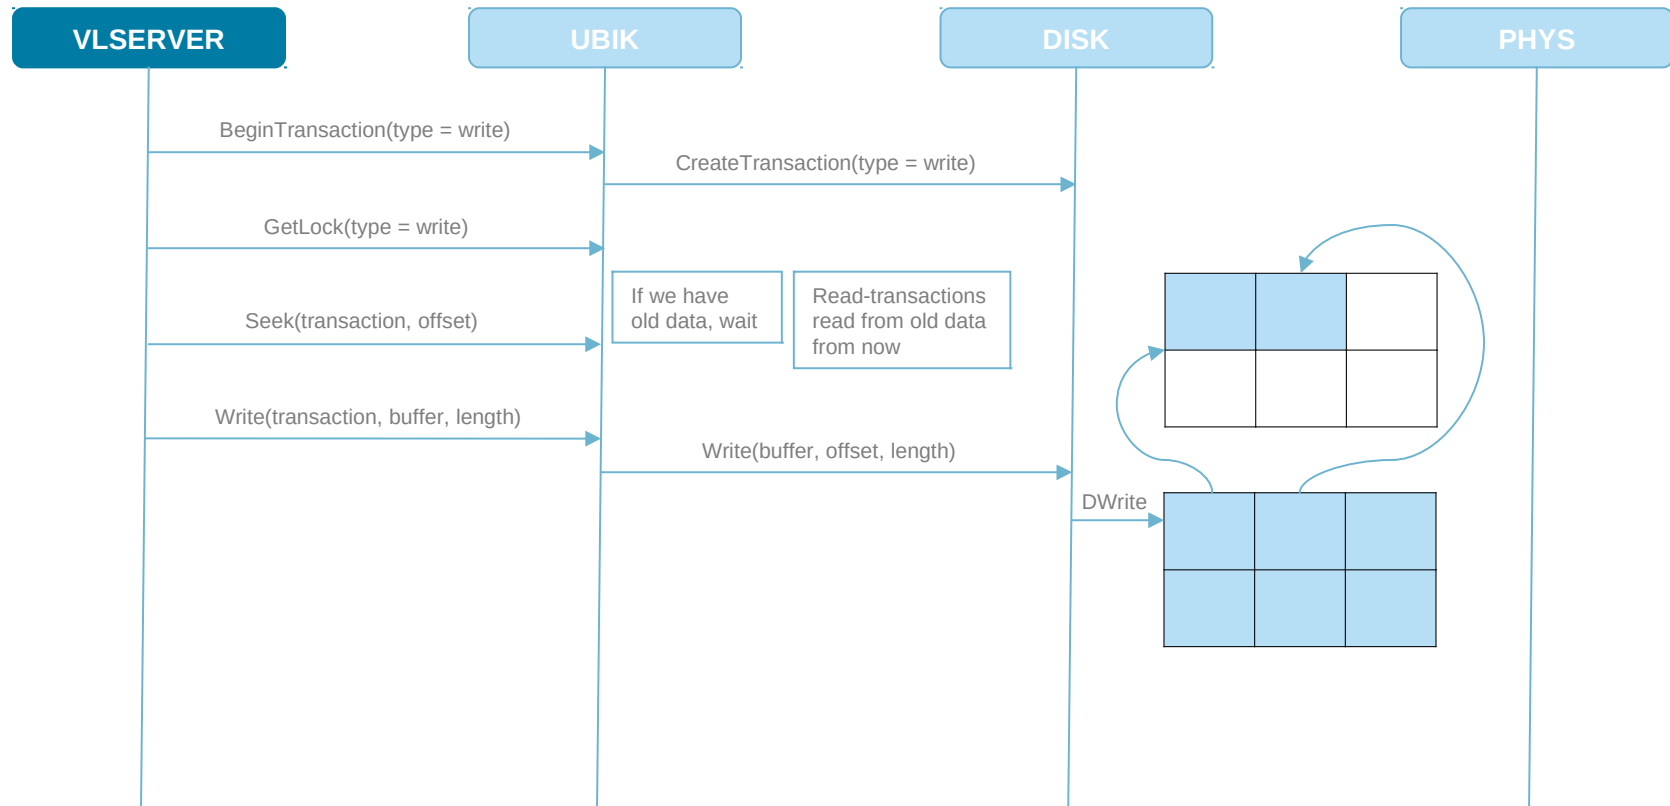 VLSERVER
UBIK
DISK
PHYS
BeginTransaction(type = write)
CreateTransaction(type = write)
GetLock(type = write)
If we have
old data, wait
Read-transactions
read from old data
from now
Seek(transaction, offset)
Write(transaction, buffer, length)
Write(buffer, offset, length)
DWrite